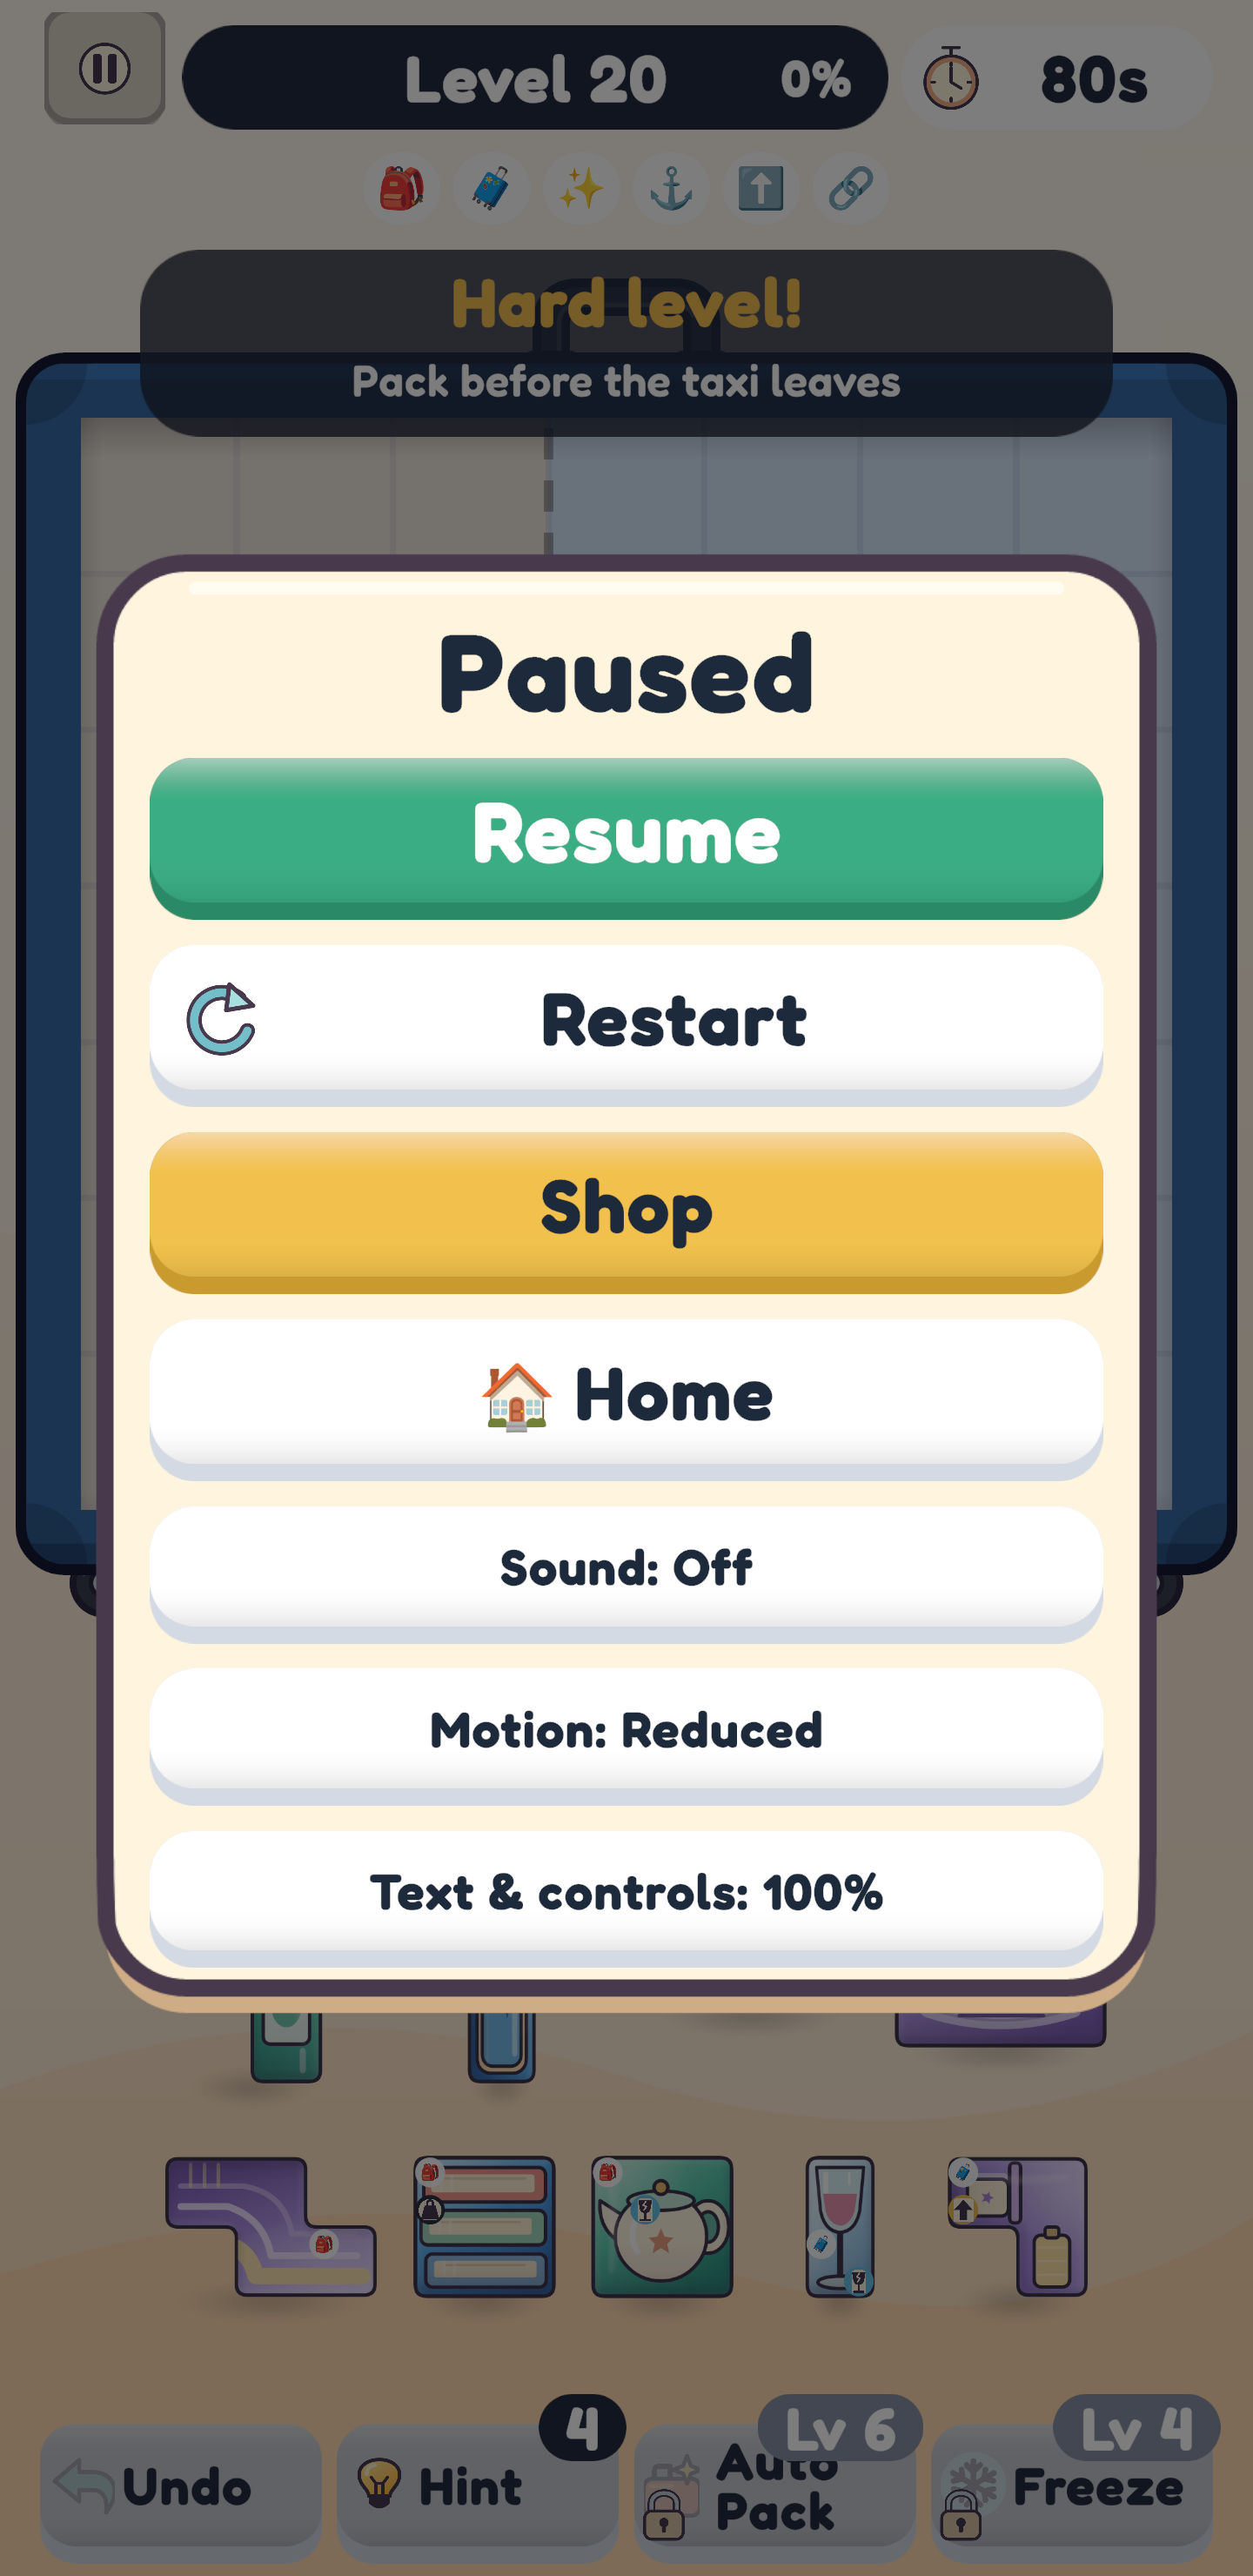 Level 20
0%
80s
Hard level!
Pack before the taxi leaves
Paused
Resume
Restart
Shop
Home
Sound: Off
Motion: Reduced
Text & controls: 100%
Undo
4
Hint
Lv 6
Auto
Pack
Lv 4
Freeze